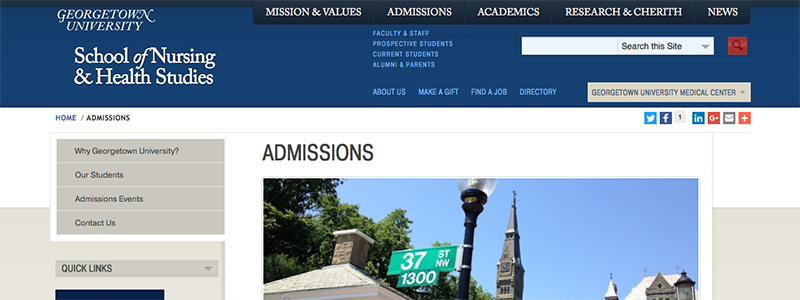 GEORGETOWN
UNIVERSITY
School of Nursing
& Health Studies
MISSION & VALUES
ADMISSIONS
ACADEMICS
RESEARCH & CHERITH
NEWS
FACULTY & STAFF
PROSPECTIVE STUDENTS
CURRENT STUDENTS
ALUMNI & PARENTS
Search this Site
ABOUT US
MAKE A GIFT
FIND A JOB
DIRECTORY
GEORGETOWN UNIVERSITY MEDICAL CENTER
HOME / ADMISSIONS
1
Why Georgetown University?
Our Students
Admissions Events
Contact Us
QUICK LINKS
ADMISSIONS
37 ST NW
1300